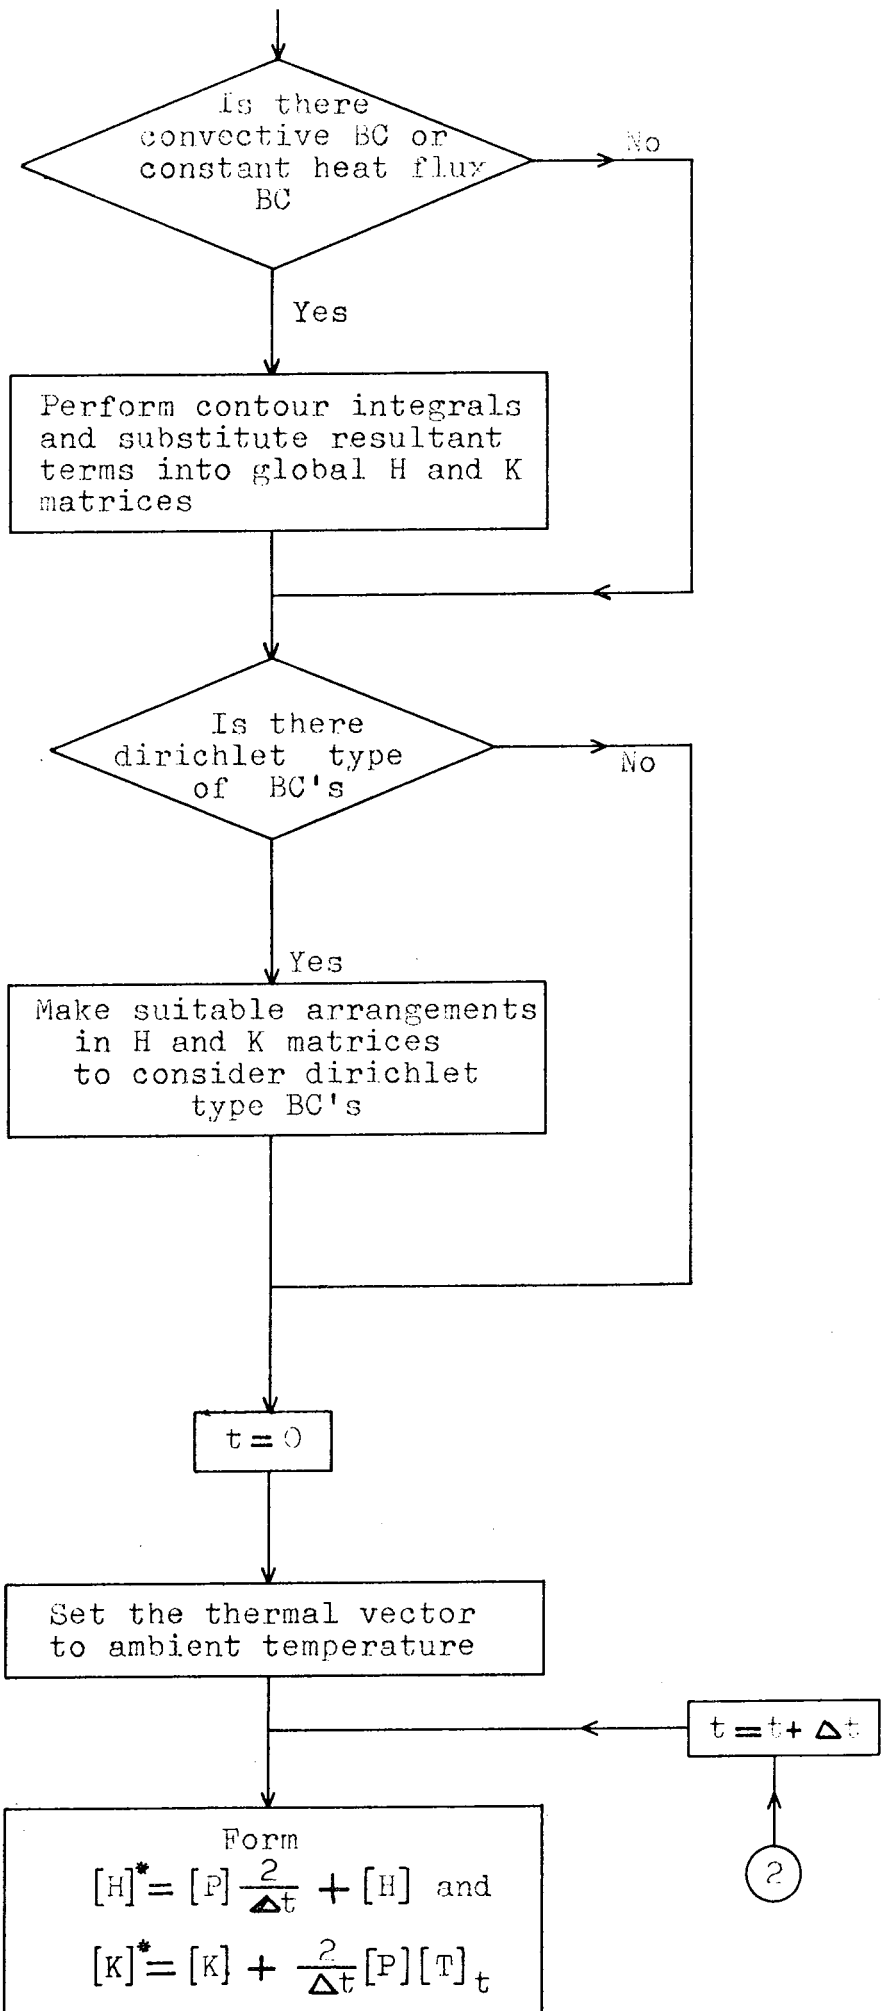 Is there
convective BC or
constant heat flux
BC
No
Yes
Perform contour integrals
and substitute resultant
terms into global H and K
matrices
Is there
dirichlet type
of BC's
No
Yes
Make suitable arrangements
in H and K matrices
to consider dirichlet
type BC's
t = 0
Set the thermal vector
to ambient temperature
t = t + Δt
2
Form
[H]* = [P] 2/Δt + [H] and
[K]* = [K] + 2/Δt [P][T]t